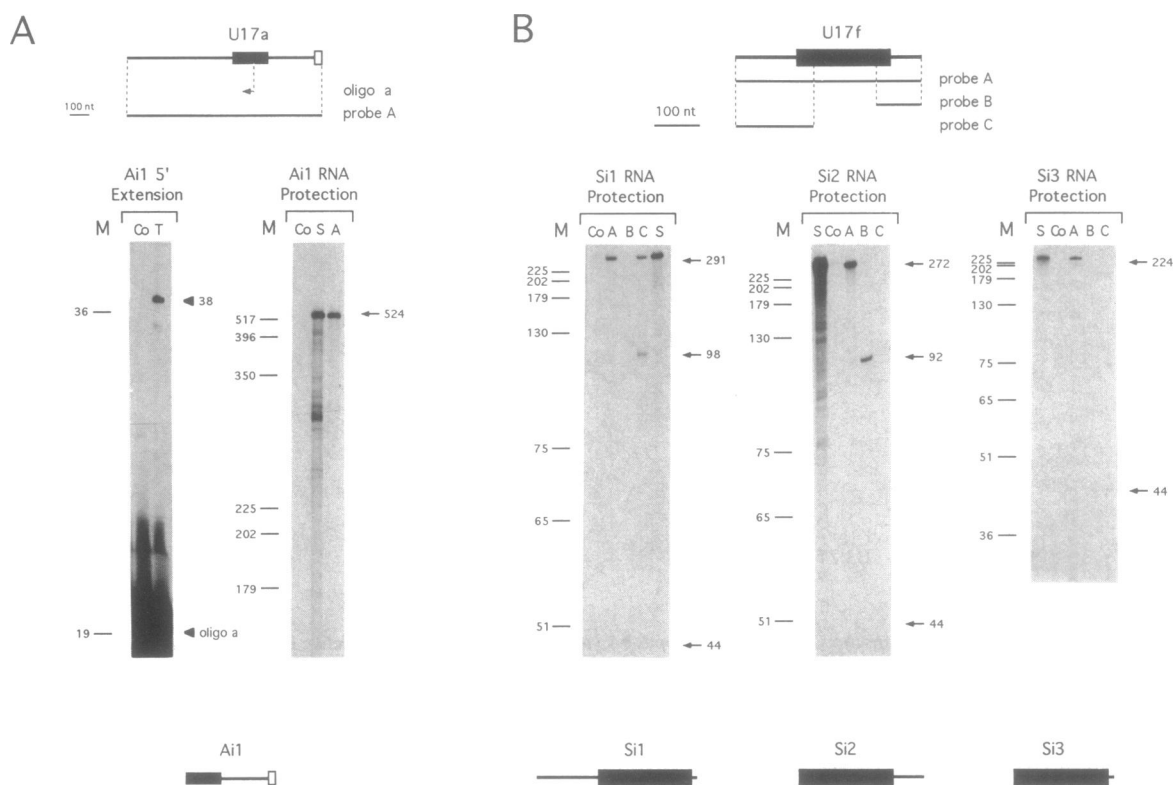 A
U17a
oligo a
100 nt
probe A
Ai1 5'
Extension
M
Co T
38
36
19
oligo a
Ai1 RNA
Protection
M
Co S A
517
524
396
350
225
202
179
Ai1
B
U17f
probe A
probe B
100 nt
probe C
Si1 RNA
Protection
M
Co A B C S
291
225
202
179
130
98
75
65
51
44
Si2 RNA
Protection
M
S Co A B C
272
225
202
179
130
92
75
65
51
44
Si3 RNA
Protection
M
S Co A B C
225
224
202
179
130
75
65
51
44
36
Si1
Si2
Si3